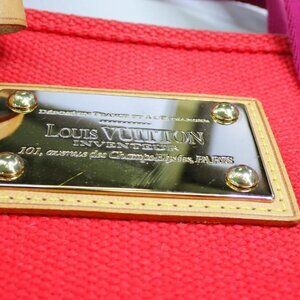 LOUIS VUITTON
INVENTEUR
101, avenue des Champs Elysées, PARIS